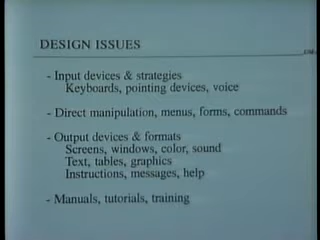 DESIGN ISSUES
- Input devices & strategies
Keyboards, pointing devices, voice
- Direct manipulation, menus, forms, commands
- Output devices & formats
Screens, windows, color, sound
Text, tables, graphics
Instructions, messages, help
- Manuals, tutorials, training